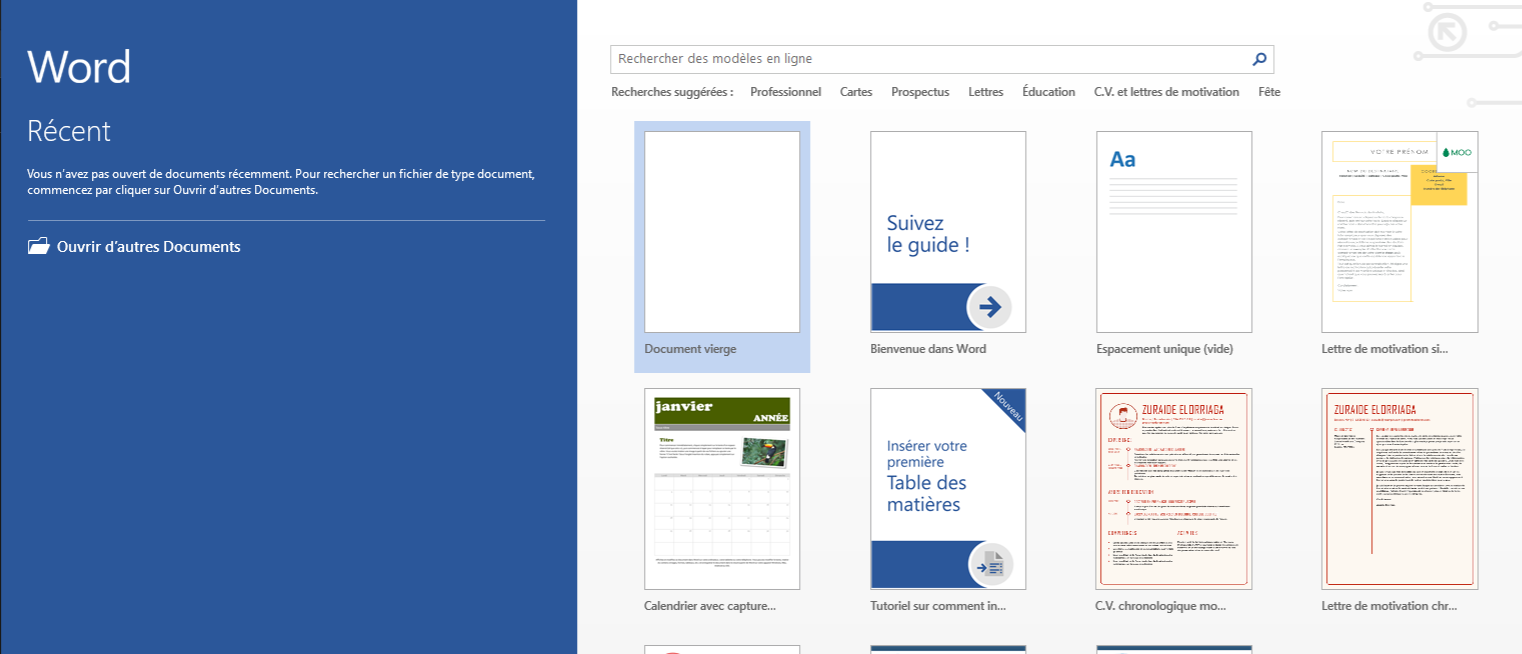 Word
Récent
Vous n'avez pas ouvert de documents récemment. Pour rechercher un fichier de type document,
commencez par cliquer sur Ouvrir d'autres Documents.
Ouvrir d'autres Documents
Rechercher des modèles en ligne
Recherches suggérées : Professionnel Cartes Prospectus Lettres Éducation C.V. et lettres de motivation Fête
Suivez
le guide !
Aa
VOTRE PRÉNOM
MOO
Document vierge
Bienvenue dans Word
Espacement unique (vide)
Lettre de motivation si...
janvier
ANNÉE
Titre
Nouveau
Insérer votre
première
Table des
matières
ZURAIDE ELORRIAGA
ZURAIDE ELORRIAGA
Calendrier avec capture...
Tutoriel sur comment in...
C.V. chronologique mo...
Lettre de motivation chr...